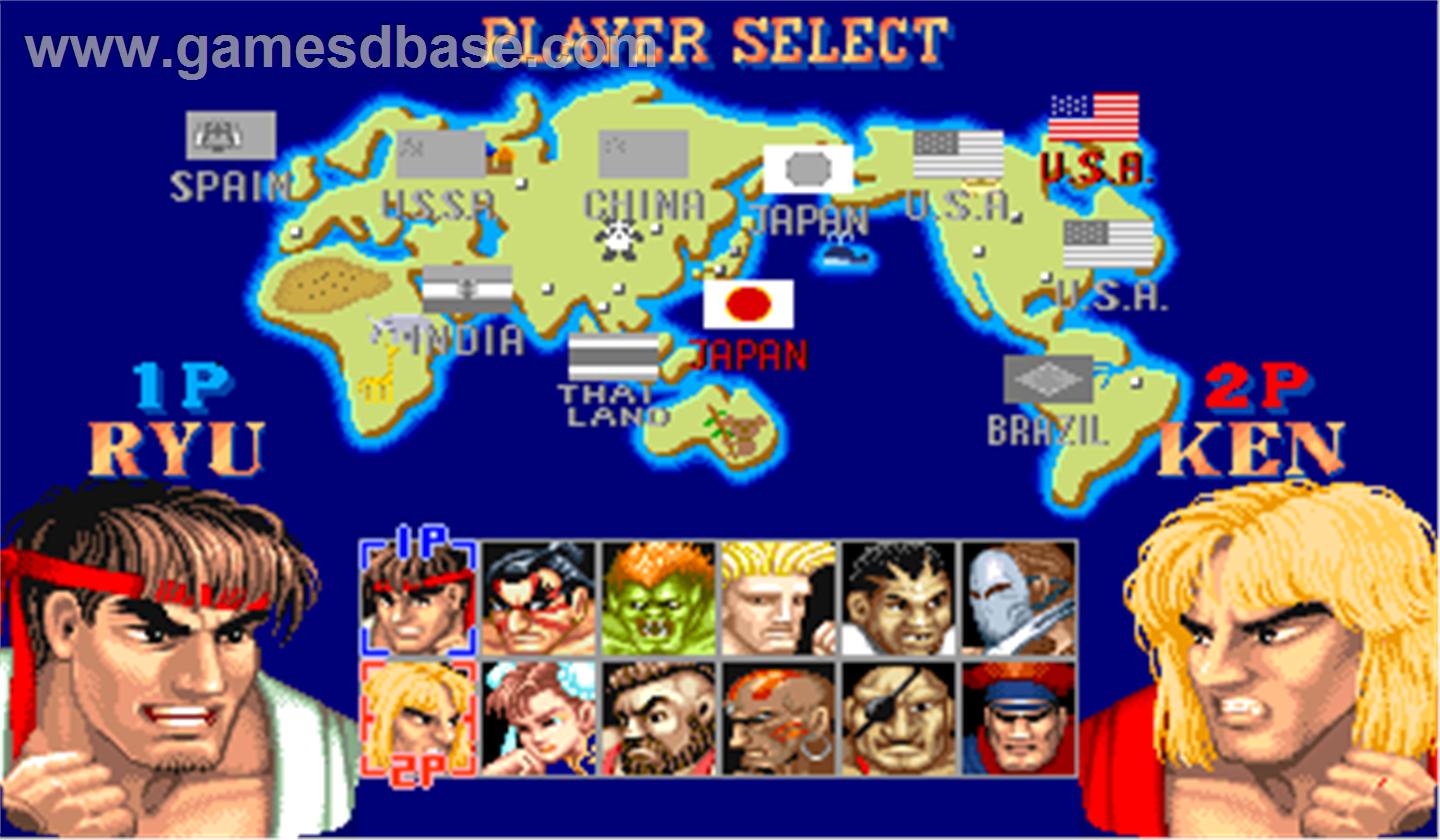 www.gamesdbase.com
PLAYER SELECT
SPAIN
U.S.S.R.
CHINA
JAPAN
U.S.A.
U.S.A.
U.S.A.
INDIA
JAPAN
THAI
LAND
BRAZIL
1P
RYU
2P
KEN
1P
2P